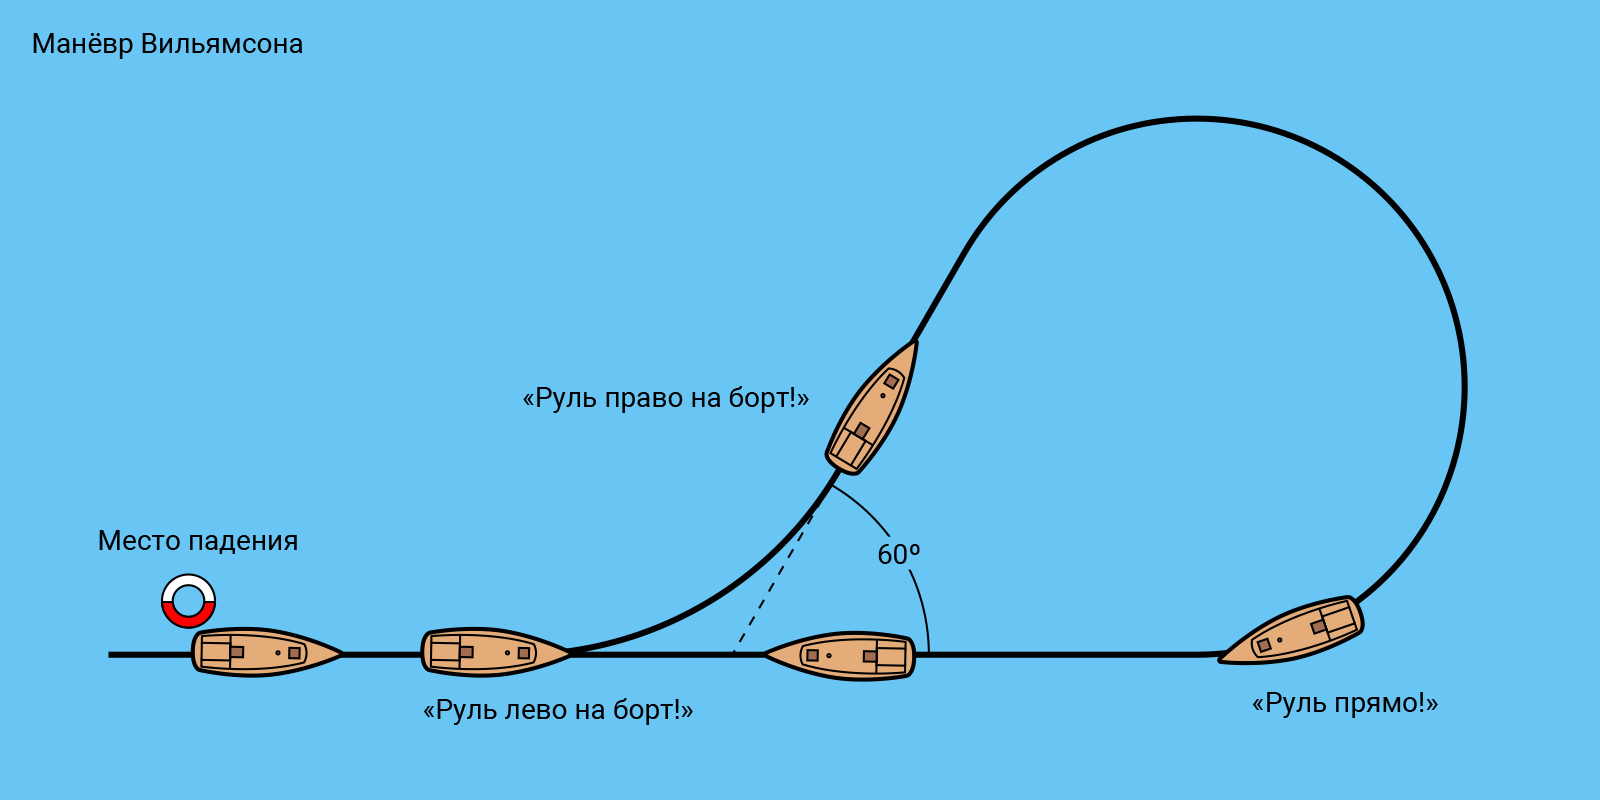 Манёвр Вильямсона
«Руль право на борт!»
Место падения
60º
«Руль лево на борт!»
«Руль прямо!»